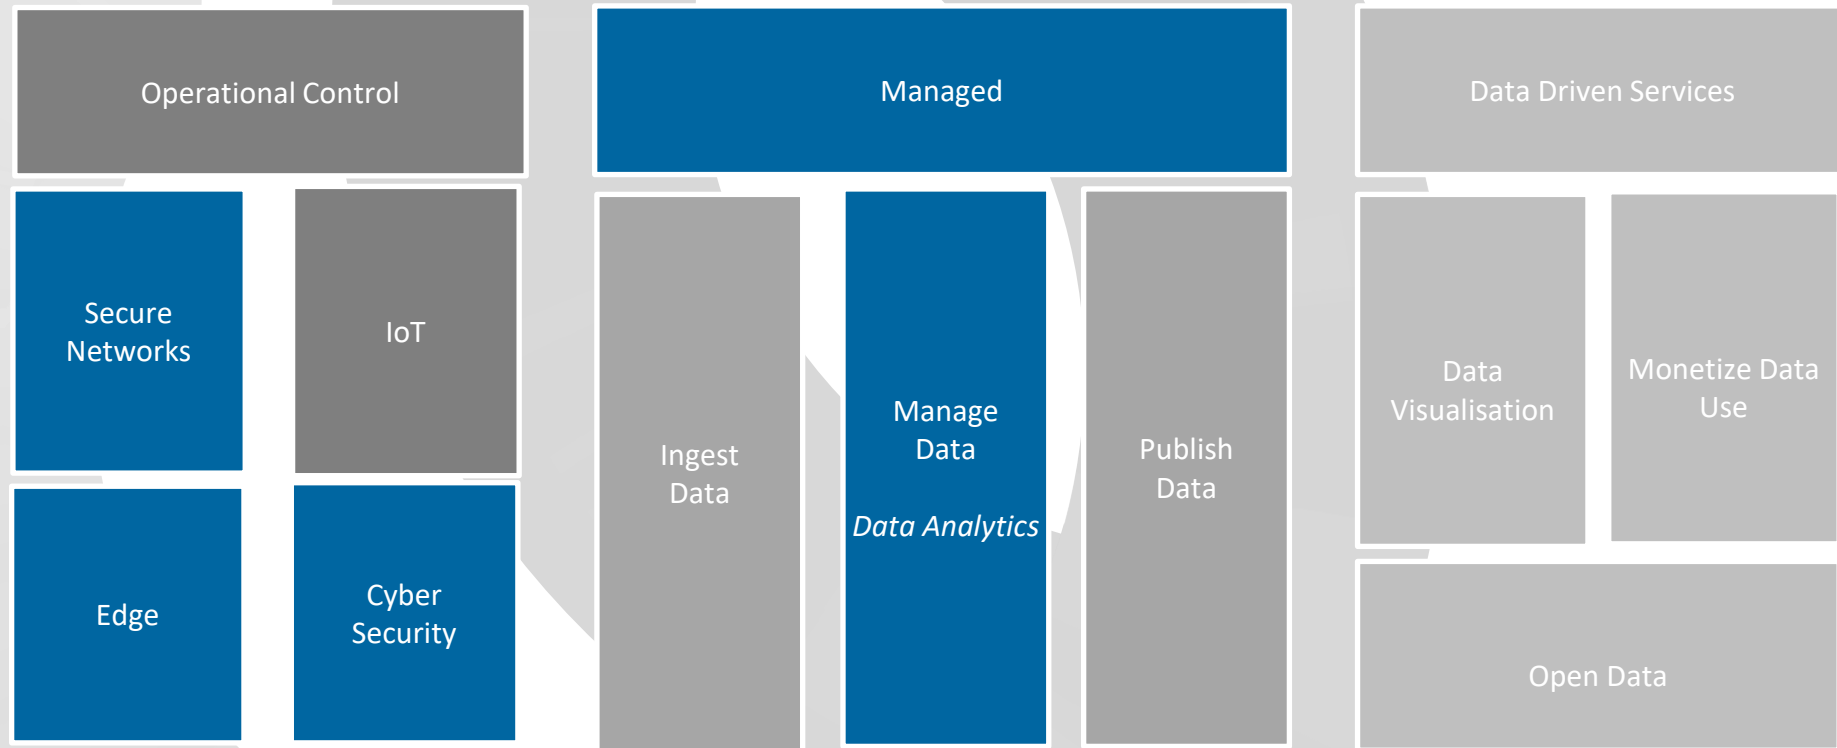 Operational Control
Managed
Data Driven Services
Secure
Networks
IoT
Edge
Cyber
Security
Ingest
Data
Manage
Data
Data Analytics
Publish
Data
Data
Visualisation
Monetize Data
Use
Open Data